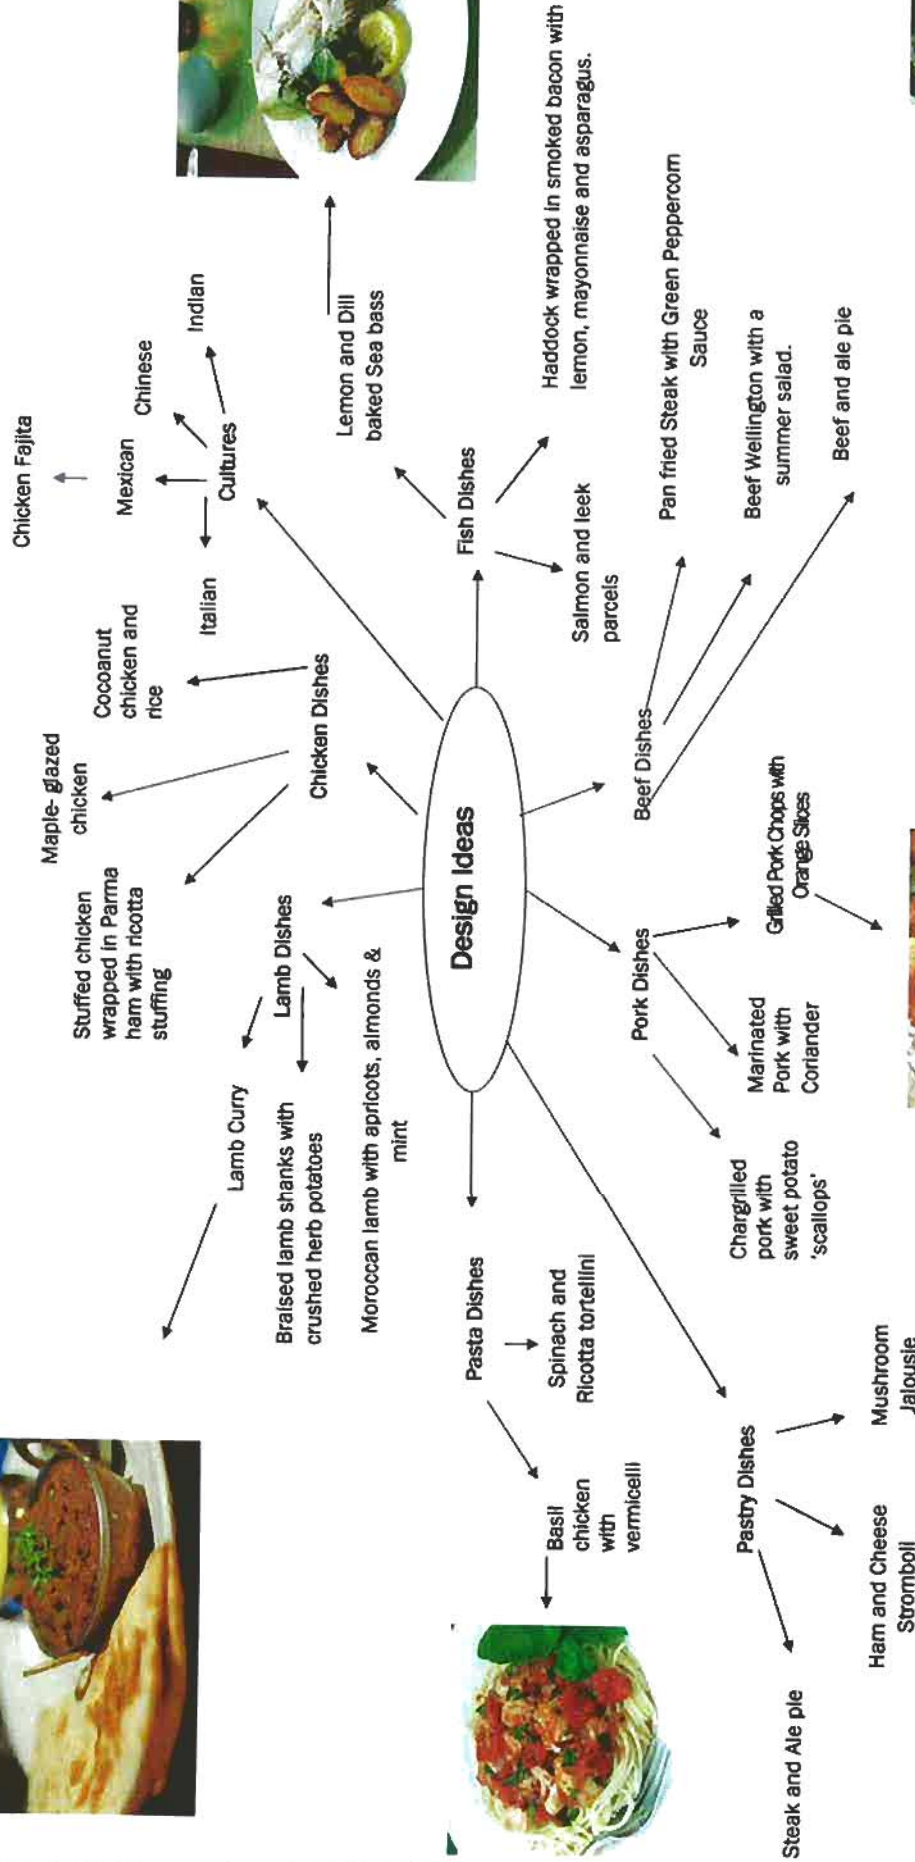 Design Ideas
Cultures
Italian
Mexican
Chicken Fajita
Chinese
Indian
Fish Dishes
Lemon and Dill
baked Sea bass
Haddock wrapped in smoked bacon with
lemon, mayonnaise and asparagus.
Salmon and leek
parcels
Beef Dishes
Pan fried Steak with Green Peppercorn
Sauce
Beef Wellington with a
summer salad.
Beef and ale pie
Pork Dishes
Grilled Pork Chops with
Orange Slices
Marinated
Pork with
Coriander
Chargrilled
pork with
sweet potato
'scallops'
Pastry Dishes
Mushroom
Jalousie
Ham and Cheese
Stromboli
Steak and Ale pie
Pasta Dishes
Spinach and
Ricotta tortellini
Basil
chicken
with
vermicelli
Lamb Dishes
Lamb Curry
Braised lamb shanks with
crushed herb potatoes
Moroccan lamb with apricots, almonds &
mint
Chicken Dishes
Stuffed chicken
wrapped in Parma
ham with ricotta
stuffing
Maple- glazed
chicken
Cocoanut
chicken and
rice